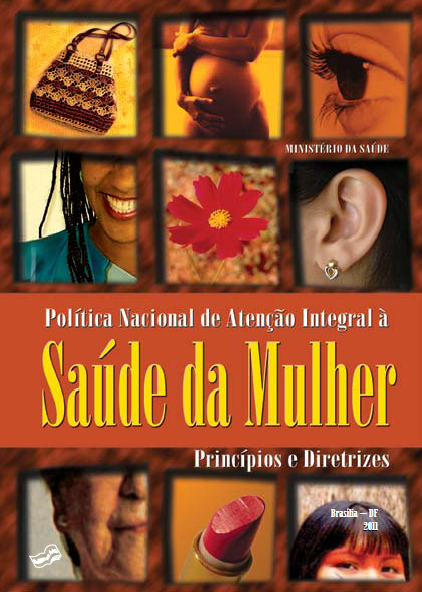 MINISTÉRIO DA SAÚDE
Política Nacional de Atenção Integral à
Saúde da Mulher
Princípios e Diretrizes
Brasília – DF
2011